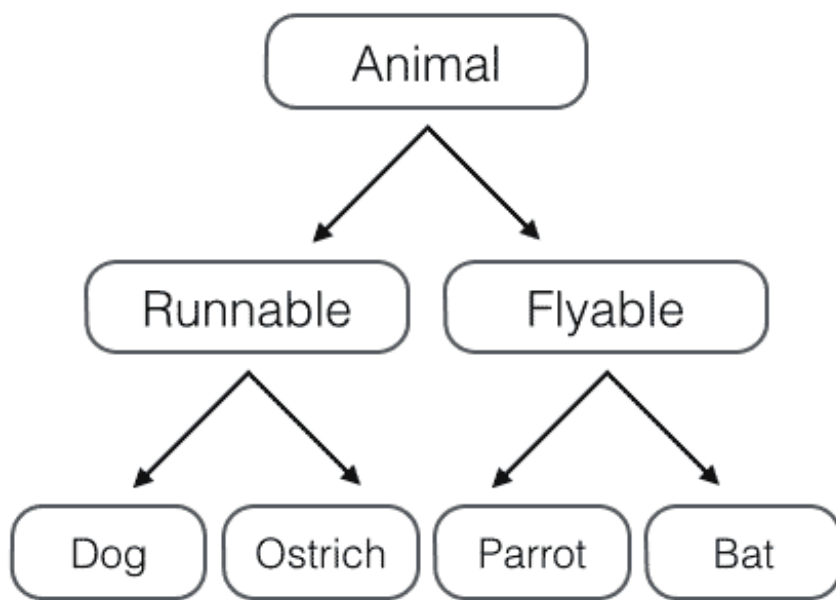 Animal
Runnable
Flyable
Dog
Ostrich
Parrot
Bat